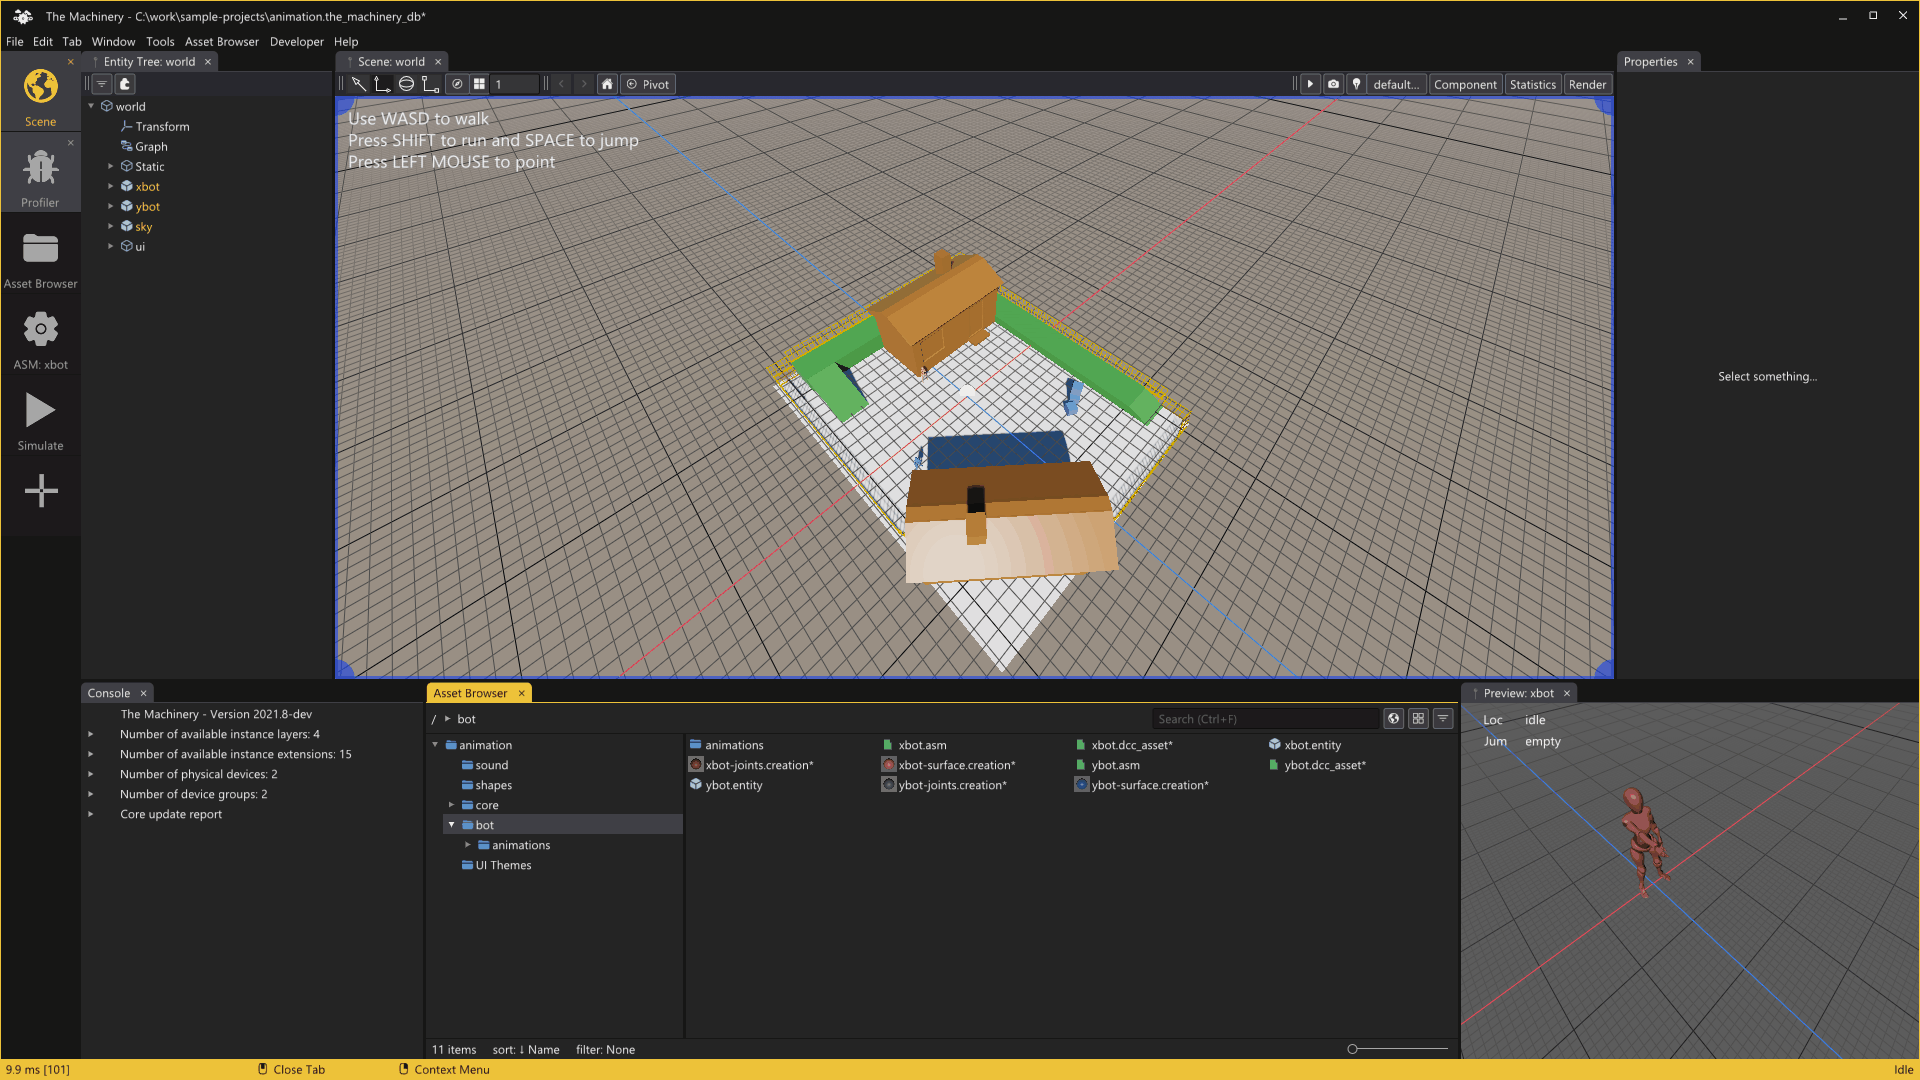 The Machinery - C:\work\sample-projects\animation.the_machinery_db*
File Edit Tab Window Tools Asset Browser Developer Help
Scene
Profiler
Asset Browser
ASM: xbot
Simulate
Entity Tree: world
world
Transform
Graph
Static
xbot
ybot
sky
ui
Scene: world
1
Pivot
default...
Component
Statistics
Render
Use WASD to walk
Press SHIFT to run and SPACE to jump
Press LEFT MOUSE to point
Properties
Select something...
Console
The Machinery - Version 2021.8-dev
Number of available instance layers: 4
Number of available instance extensions: 15
Number of physical devices: 2
Number of device groups: 2
Core update report
Asset Browser
/ bot
Search (Ctrl+F)
animation
sound
shapes
core
bot
animations
UI Themes
animations xbot.asm xbot.dcc_asset* xbot.entity
xbot-joints.creation* xbot-surface.creation* ybot.asm ybot.dcc_asset*
ybot.entity ybot-joints.creation* ybot-surface.creation*
11 items sort: ↓ Name filter: None
Preview: xbot
Loc idle
Jum empty
9.9 ms [101] Close Tab Context Menu Idle